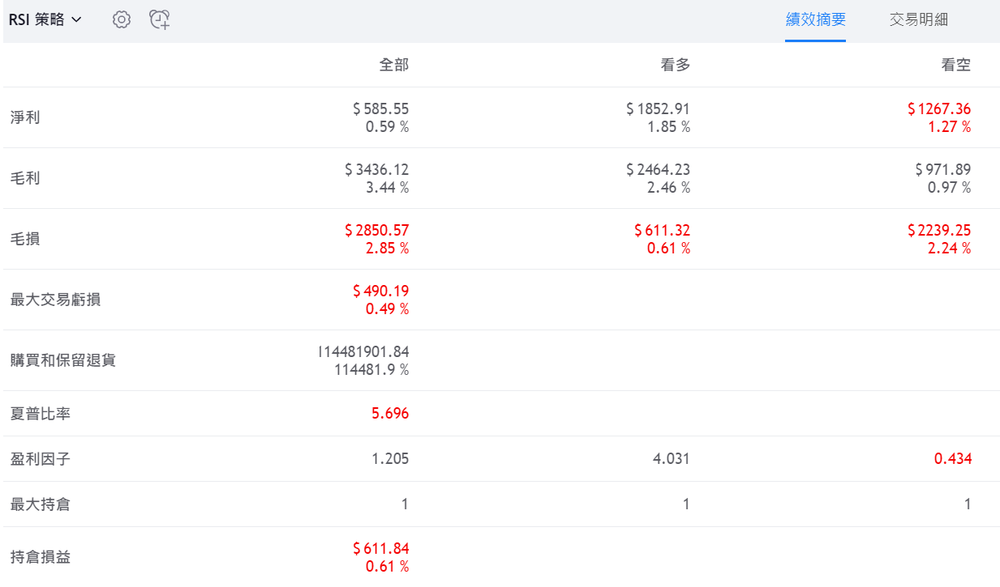 RSI 策略
績效摘要 交易明細
全部 看多 看空
淨利
$ 585.55 $ 1852.91 $ 1267.36
0.59 % 1.85 % 1.27 %
毛利
$ 3436.12 $ 2464.23 $ 971.89
3.44 % 2.46 % 0.97 %
毛損
$ 2850.57 $ 611.32 $ 2239.25
2.85 % 0.61 % 2.24 %
最大交易虧損
$ 490.19
0.49 %
購買和保留退貨
114481901.84
114481.9 %
夏普比率 5.696
盈利因子 1.205 4.031 0.434
最大持倉 1 1 1
持倉損益
$ 611.84
0.61 %